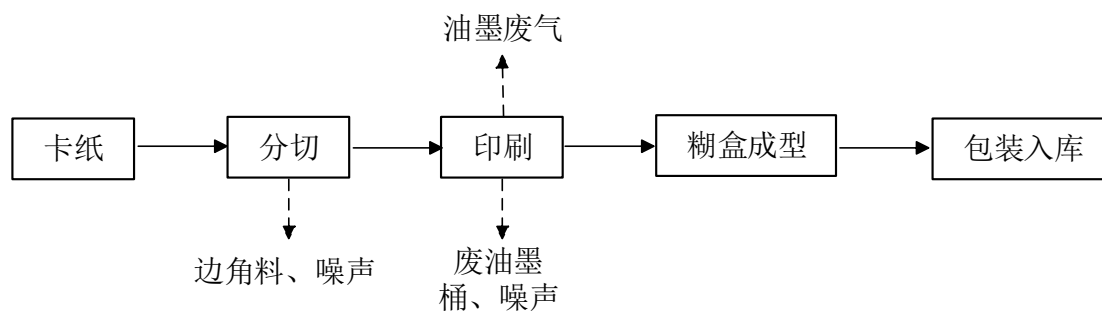 油墨废气
卡纸
分切
印刷
糊盒成型
包装入库
边角料、噪声
废油墨
桶、噪声